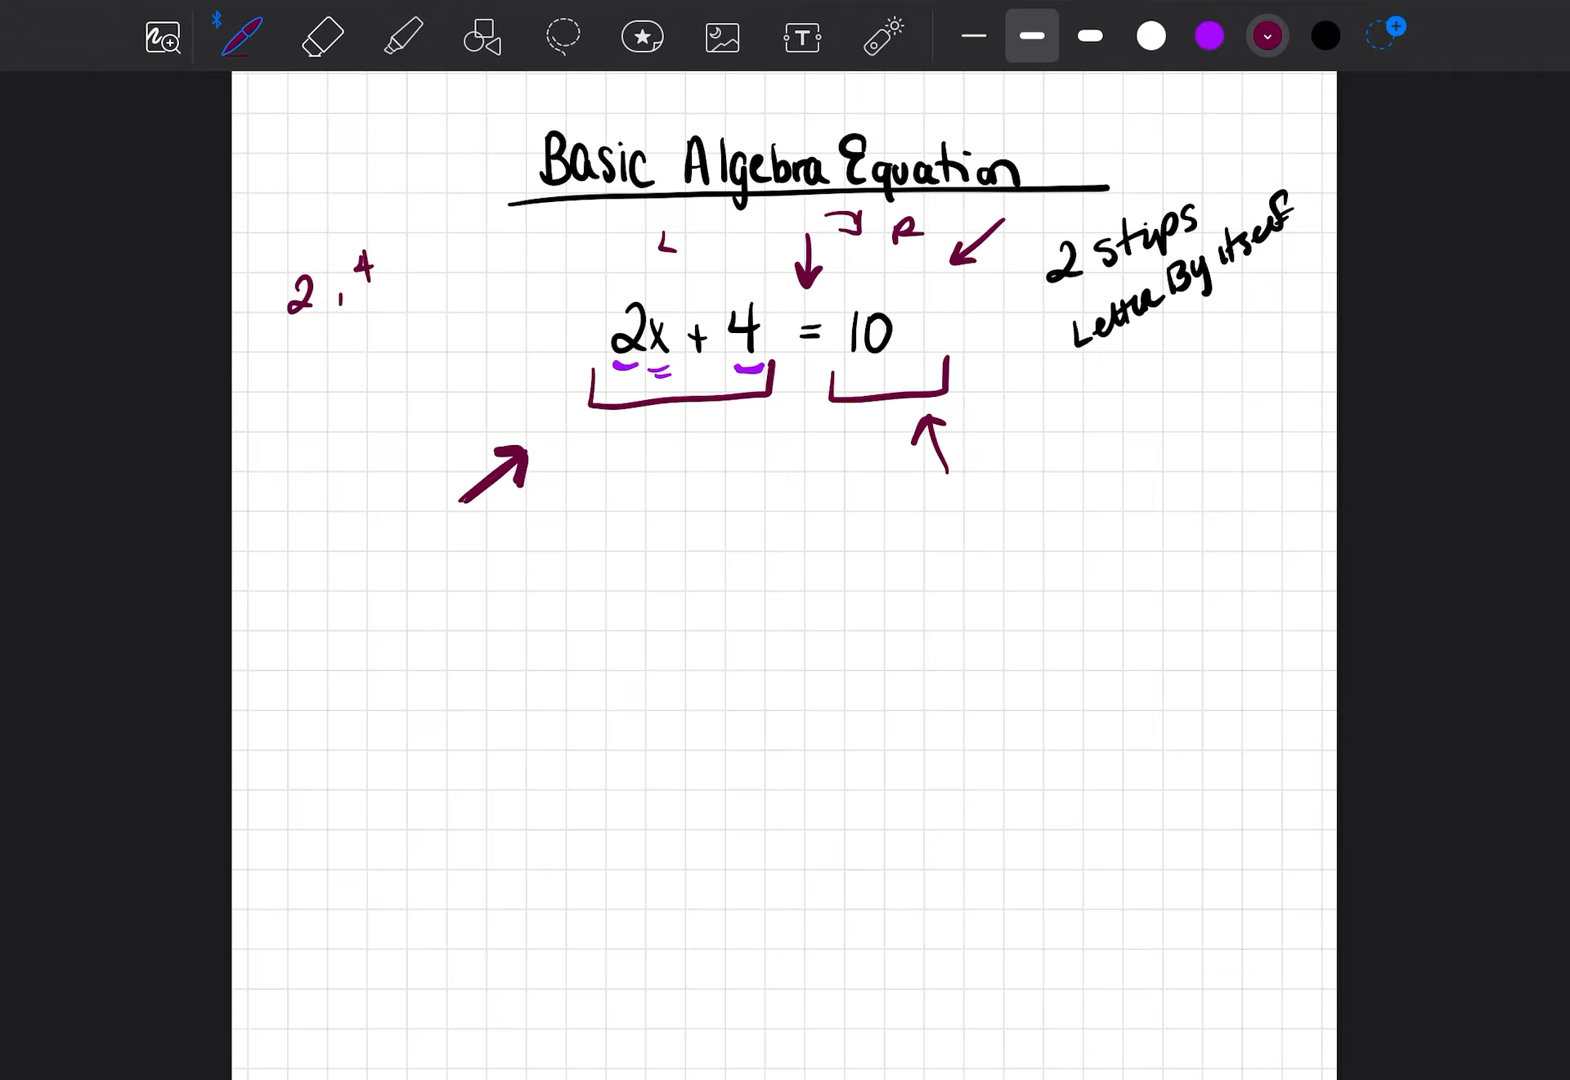 Basic Algebra Equation
L R
2 steps
Letter By itself
2, 4
2x + 4 = 10